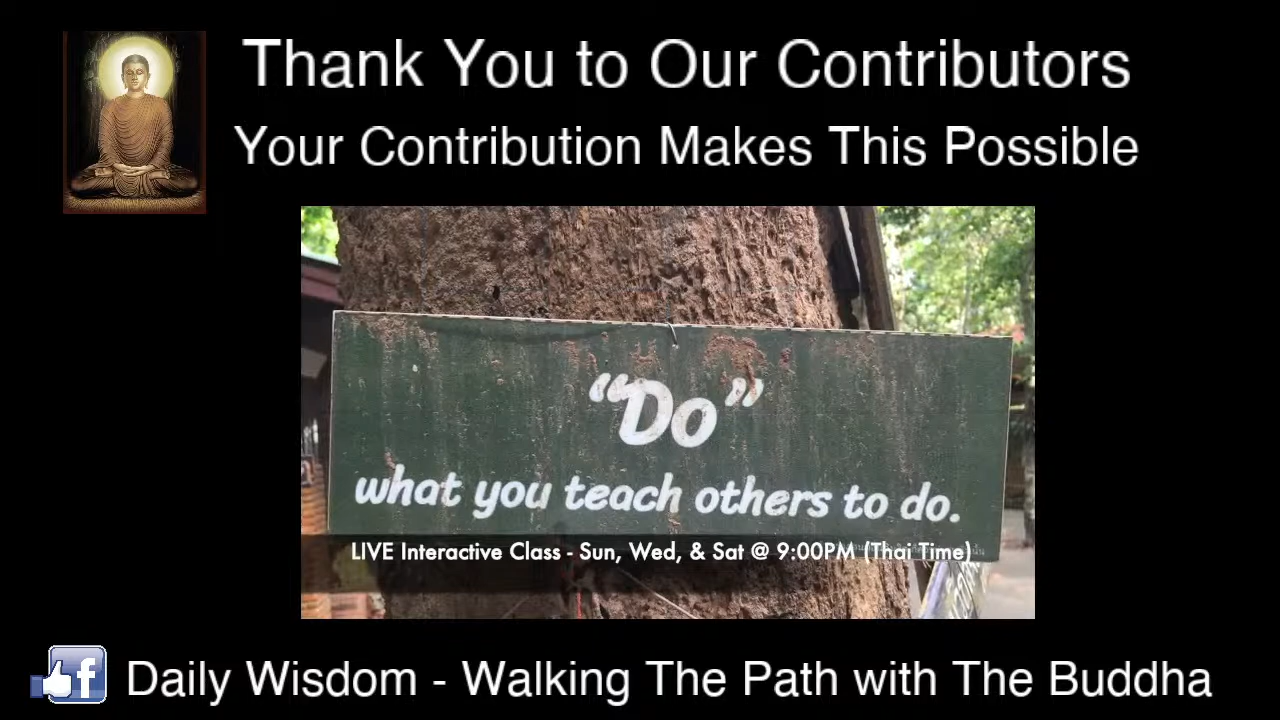 Thank You to Our Contributors
Your Contribution Makes This Possible
“Do”
what you teach others to do.
LIVE Interactive Class - Sun, Wed, & Sat @ 9:00PM (Thai Time)
f Daily Wisdom - Walking The Path with The Buddha